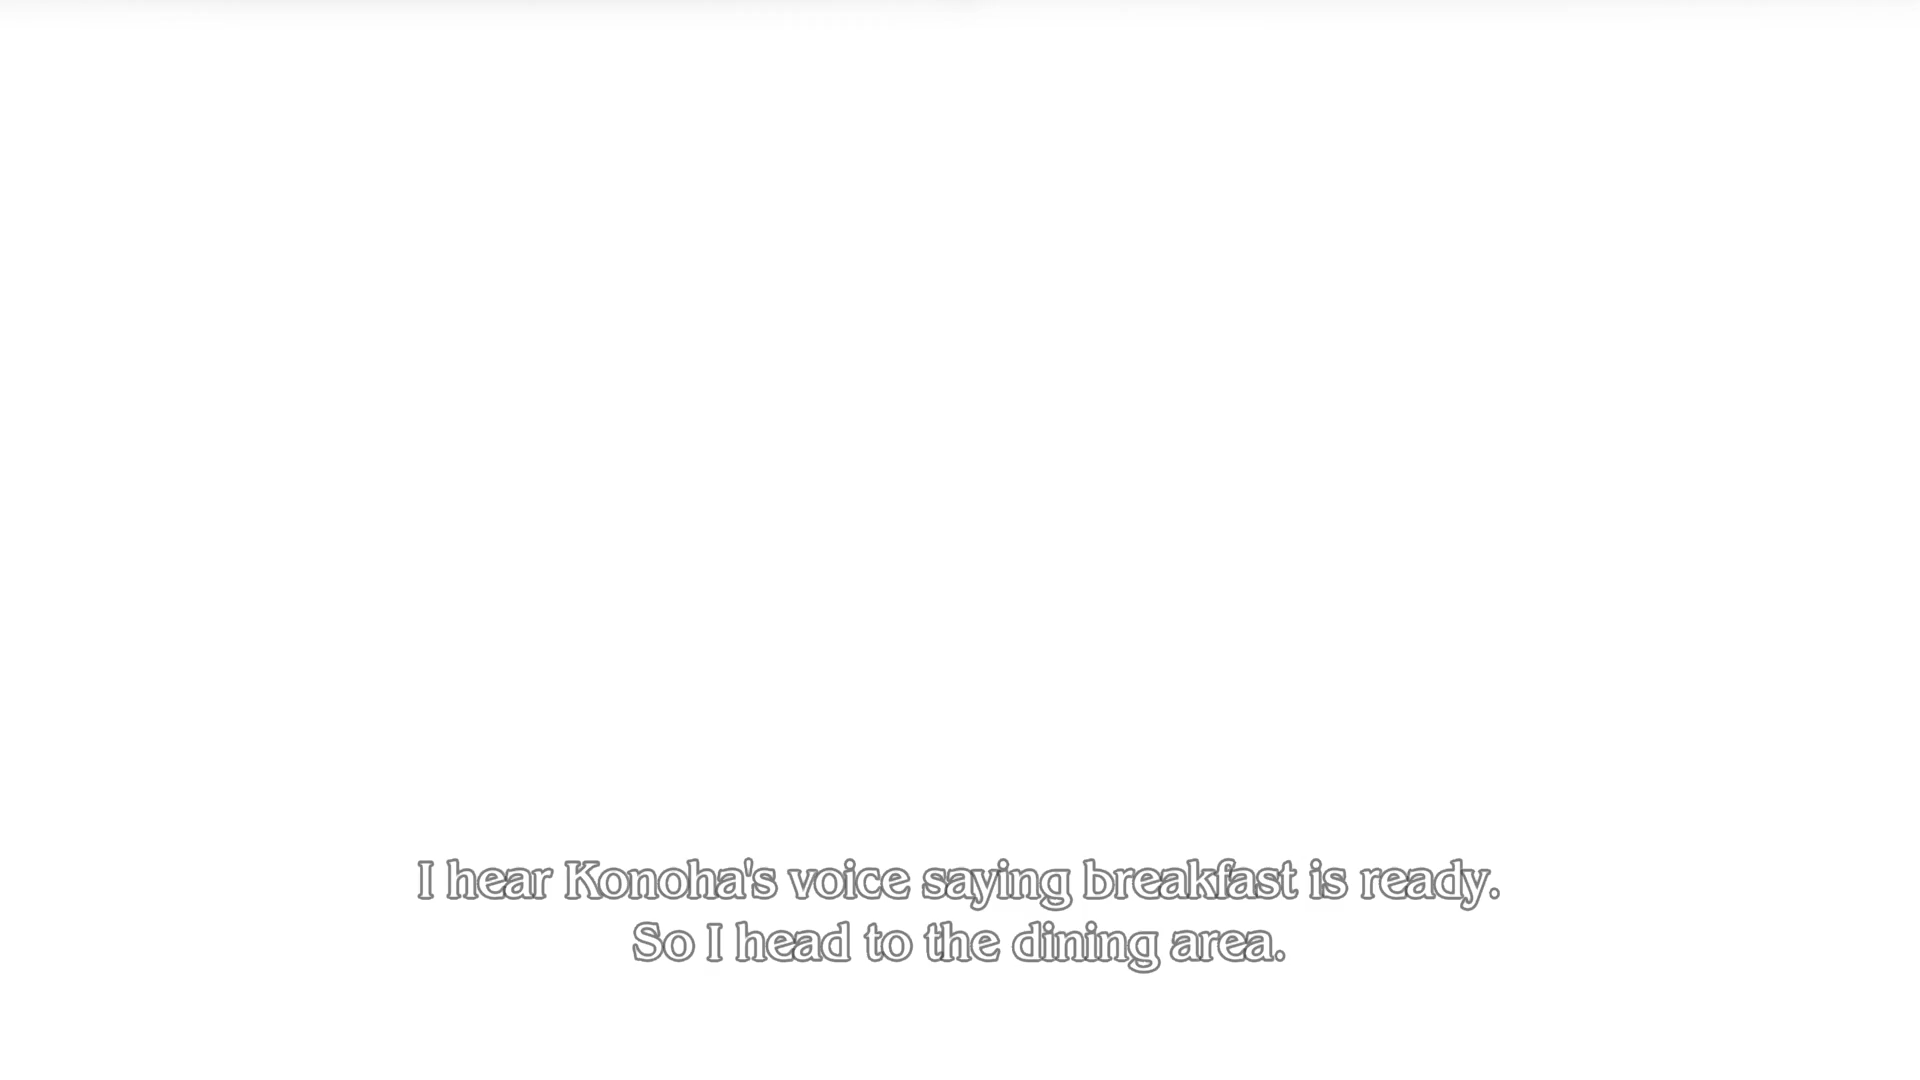 I hear Konoha's voice saying breakfast is ready.
So I head to the dining area.